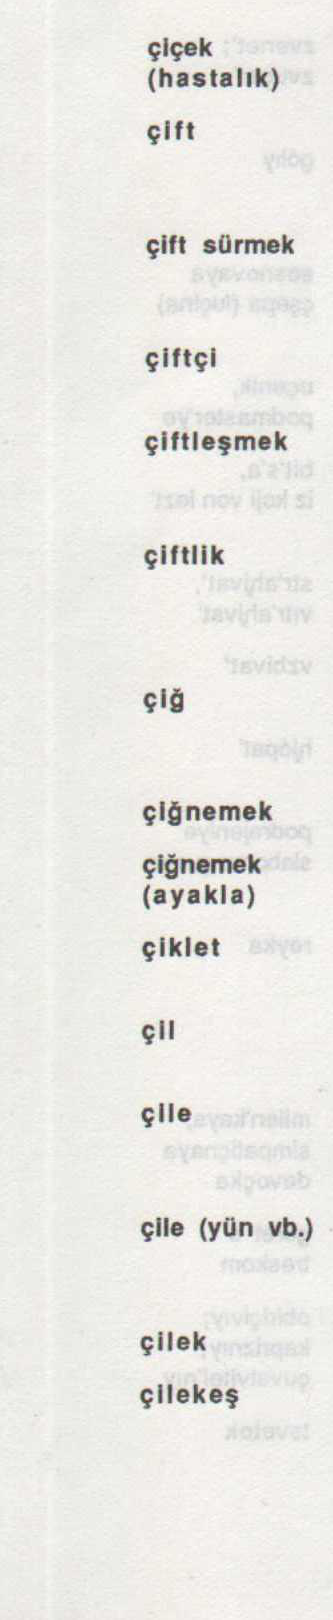 çiçek
(hastalık)
çift
çift sürmek
çiftçi
çiftleşmek
çiftlik
çiğ
çiğnemek
çiğnemek
(ayakla)
çiklet
çil
çile
çile (yün vb.)
çilek
çilekeş